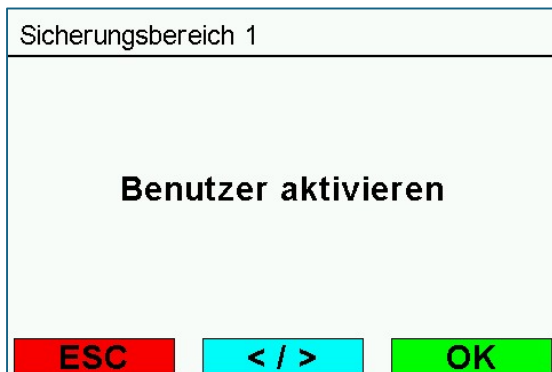 Sicherungsbereich 1
Benutzer aktivieren
ESC < / > OK